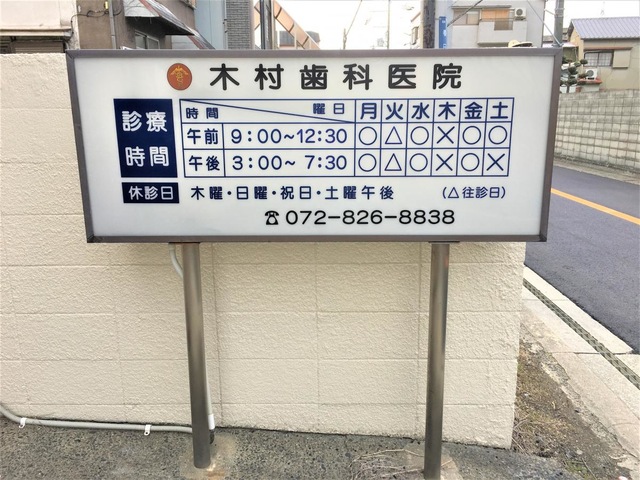 木村歯科医院
診療時間
時間 曜日 月 火 水 木 金 土
午前 9:00~12:30 ○ △ ○ × ○ ○
午後 3:00~7:30 ○ △ ○ × ○ ×
休診日 木曜・日曜・祝日・土曜午後 (△往診日)
☎072-826-8838